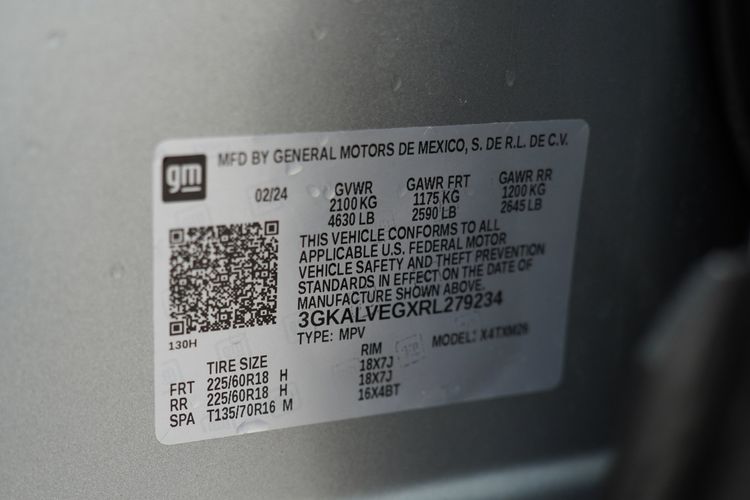 gm MFD BY GENERAL MOTORS DE MEXICO, S. DE R.L. DE C.V.
02/24 GVWR GAWR FRT GAWR RR
2100 KG 1175 KG 1200 KG
4630 LB 2590 LB 2645 LB
THIS VEHICLE CONFORMS TO ALL
APPLICABLE U.S. FEDERAL MOTOR
VEHICLE SAFETY AND THEFT PREVENTION
STANDARDS IN EFFECT ON THE DATE OF
MANUFACTURE SHOWN ABOVE.
3GKALVEGXRL279234
130H TYPE: MPV MODEL: X4TXM26
TIRE SIZE RIM
FRT 225/60R18 H 18X7J
RR 225/60R18 H 18X7J
SPA T135/70R16 M 16X4BT